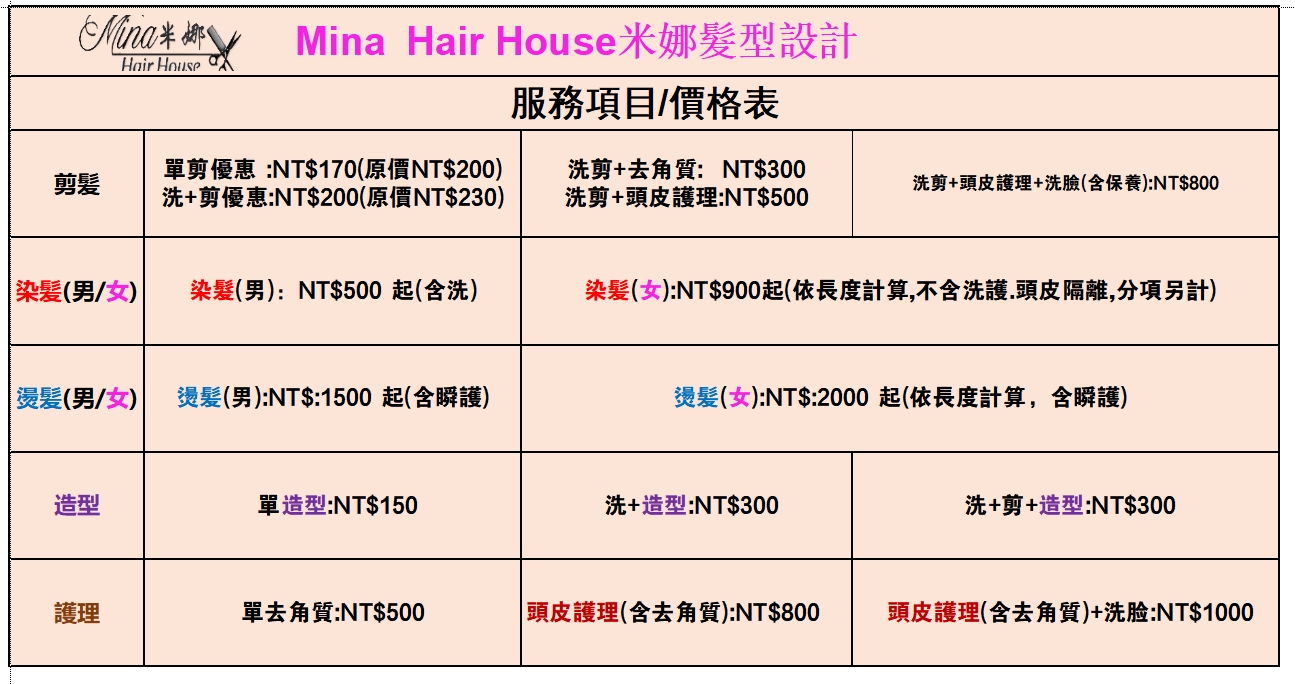 Mina米娜
Hair House
Mina Hair House米娜髮型設計
服務項目/價格表
剪髮
單剪優惠 :NT$170(原價NT$200)
洗+剪優惠:NT$200(原價NT$230)
洗剪+去角質: NT$300
洗剪+頭皮護理:NT$500
洗剪+頭皮護理+洗臉(含保養):NT$800
染髮(男/女)
染髮(男): NT$500 起(含洗)
染髮(女):NT$900起(依長度計算,不含洗護.頭皮隔離,分項另計)
燙髮(男/女)
燙髮(男):NT$:1500 起(含瞬護)
燙髮(女):NT$:2000 起(依長度計算，含瞬護)
造型
單造型:NT$150
洗+造型:NT$300
洗+剪+造型:NT$300
護理
單去角質:NT$500
頭皮護理(含去角質):NT$800
頭皮護理(含去角質)+洗脸:NT$1000